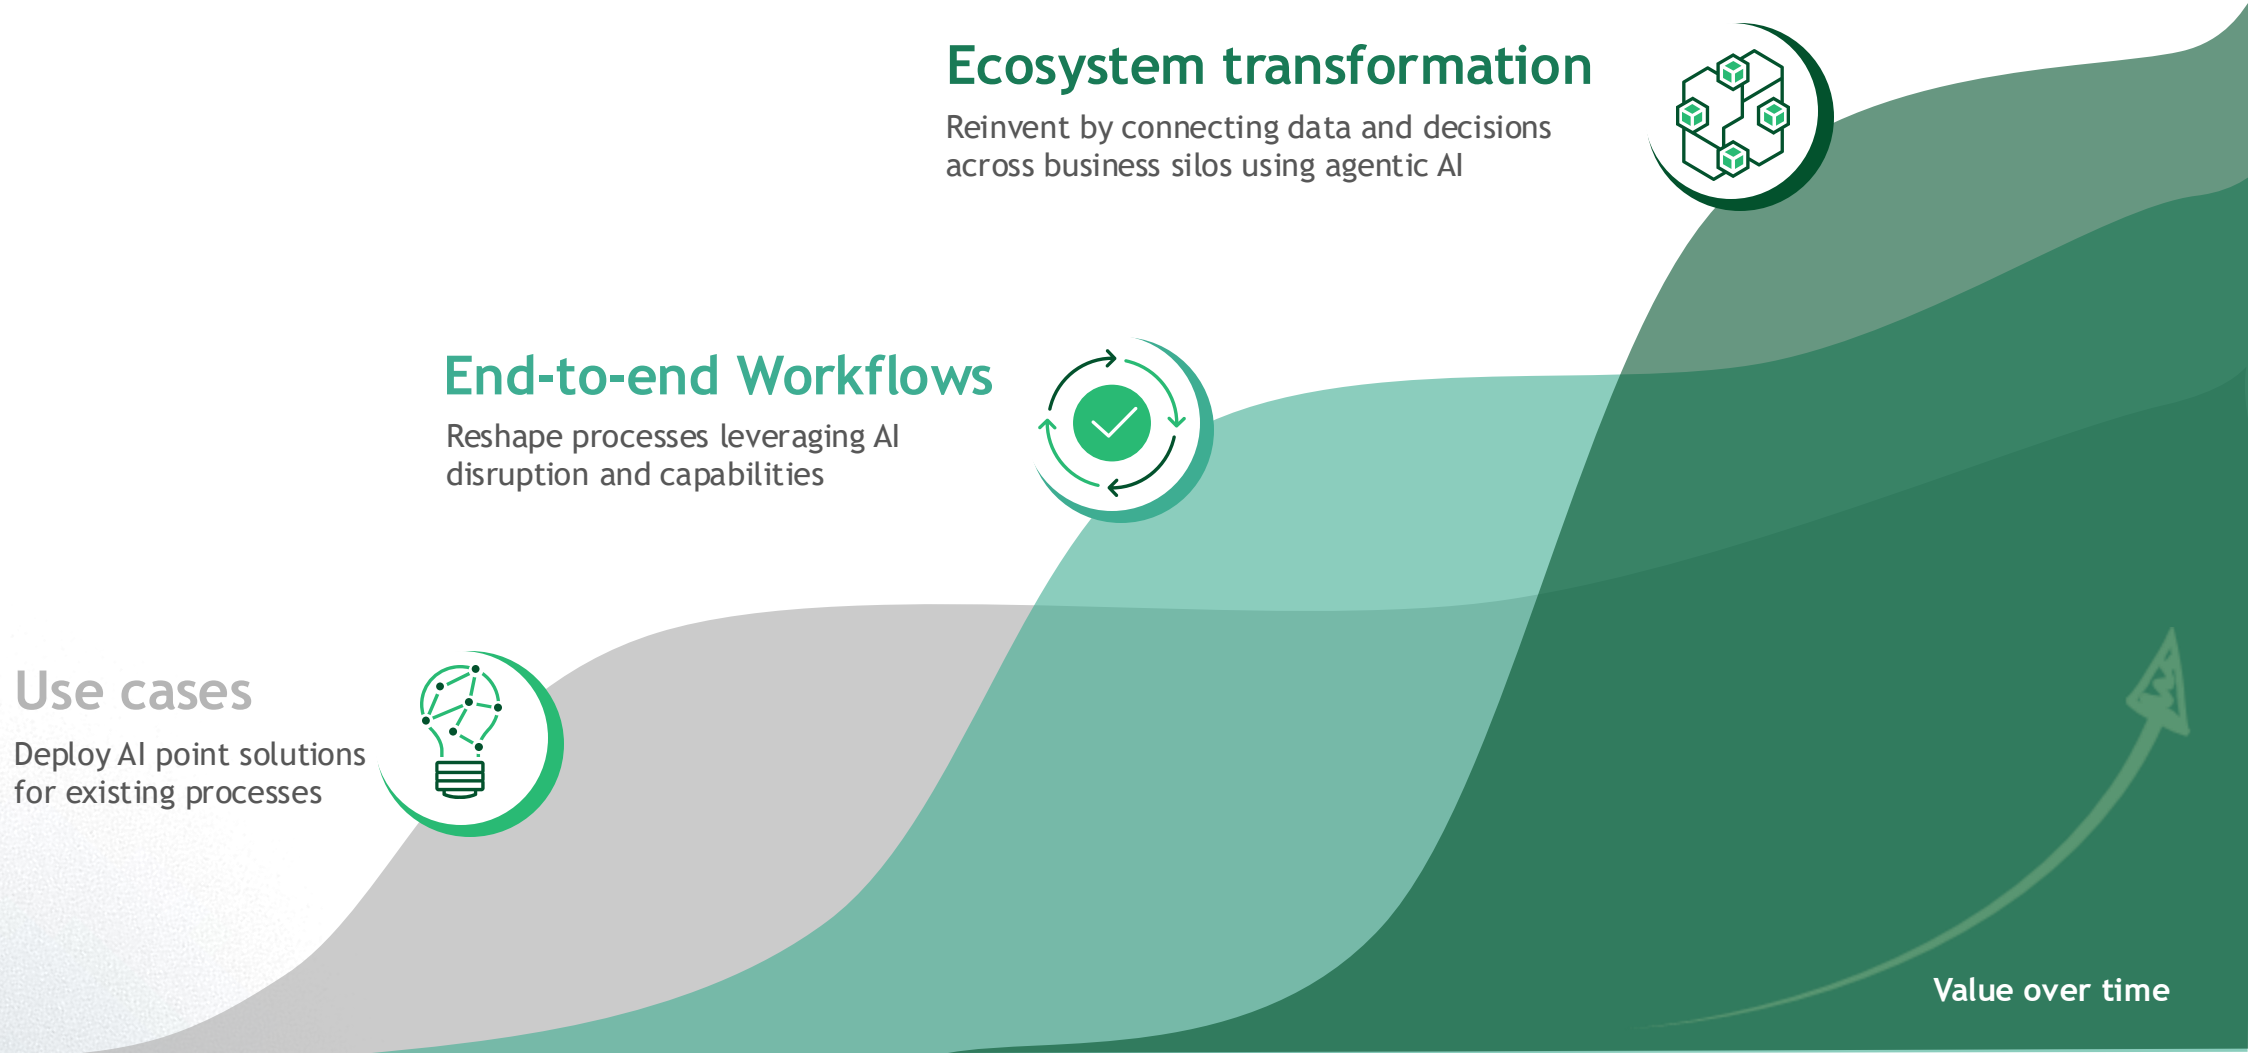 Ecosystem transformation
Reinvent by connecting data and decisions
across business silos using agentic AI
End-to-end Workflows
Reshape processes leveraging AI
disruption and capabilities
Use cases
Deploy AI point solutions
for existing processes
Value over time